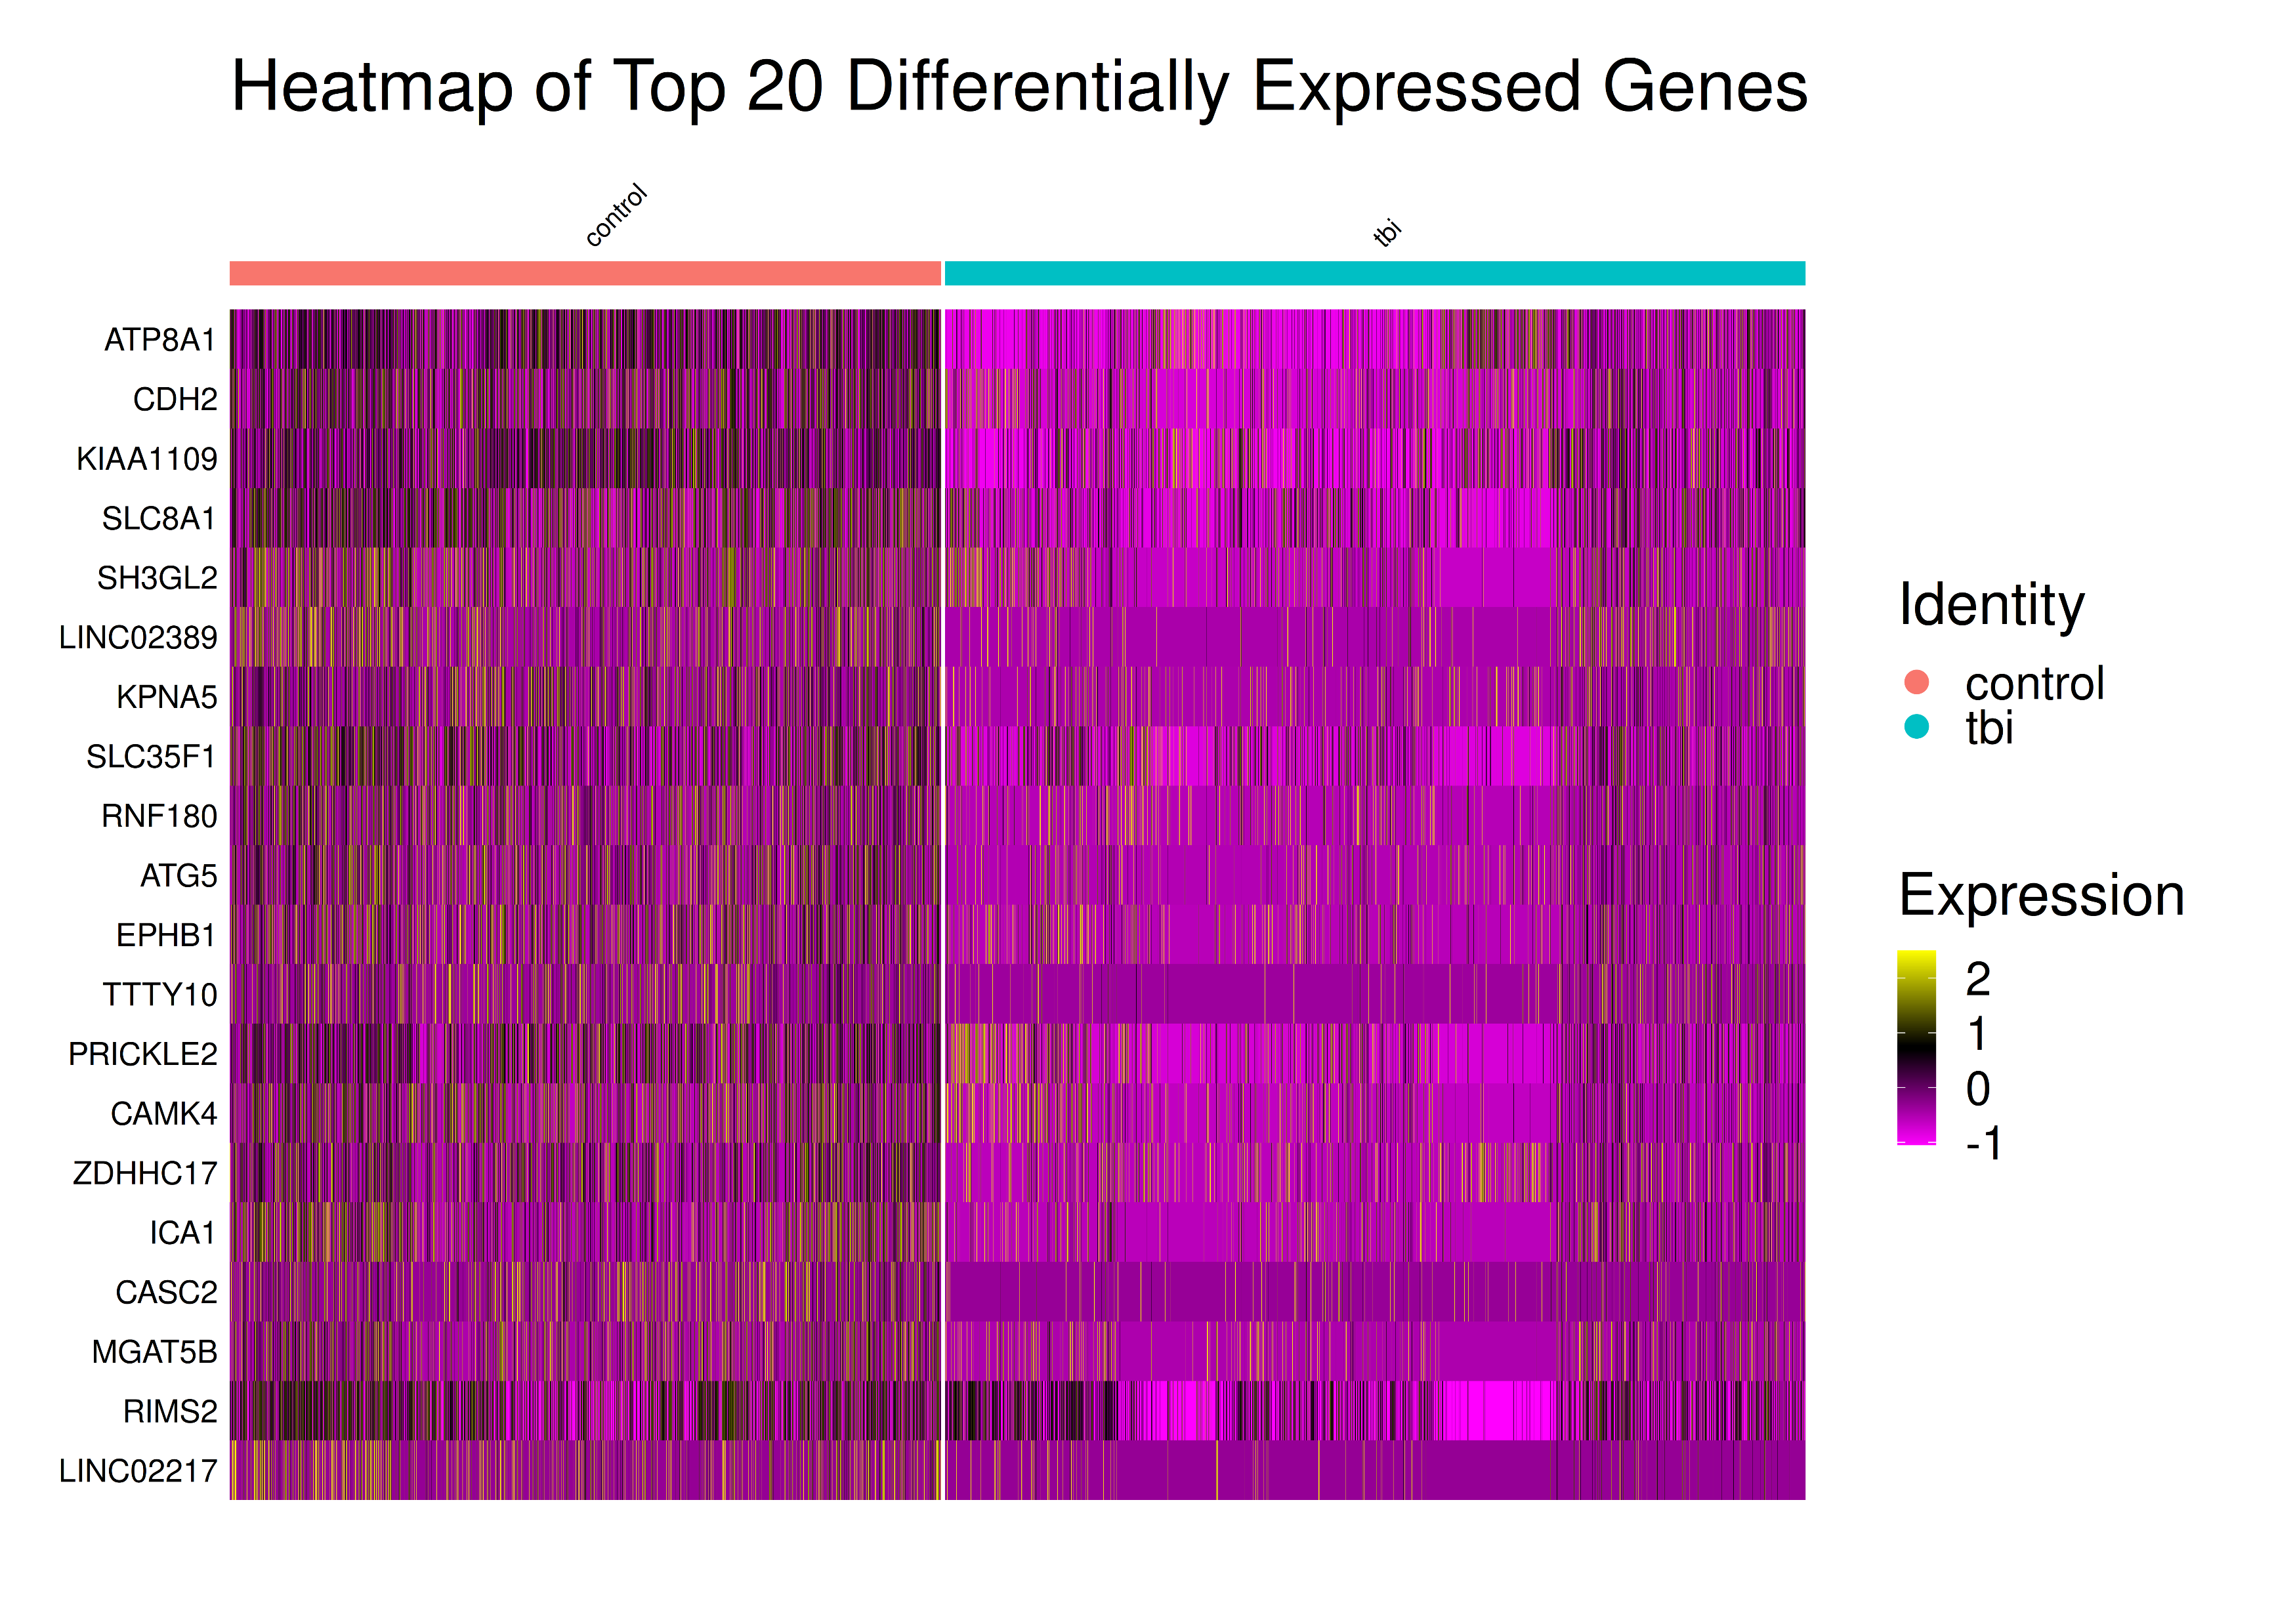 Heatmap of Top 20 Differentially Expressed Genes
control
tbi
ATP8A1
CDH2
KIAA1109
SLC8A1
SH3GL2
LINC02389
KPNA5
SLC35F1
RNF180
ATG5
EPHB1
TTTY10
PRICKLE2
CAMK4
ZDHHC17
ICA1
CASC2
MGAT5B
RIMS2
LINC02217
Identity
control
tbi
Expression
2
1
0
-1